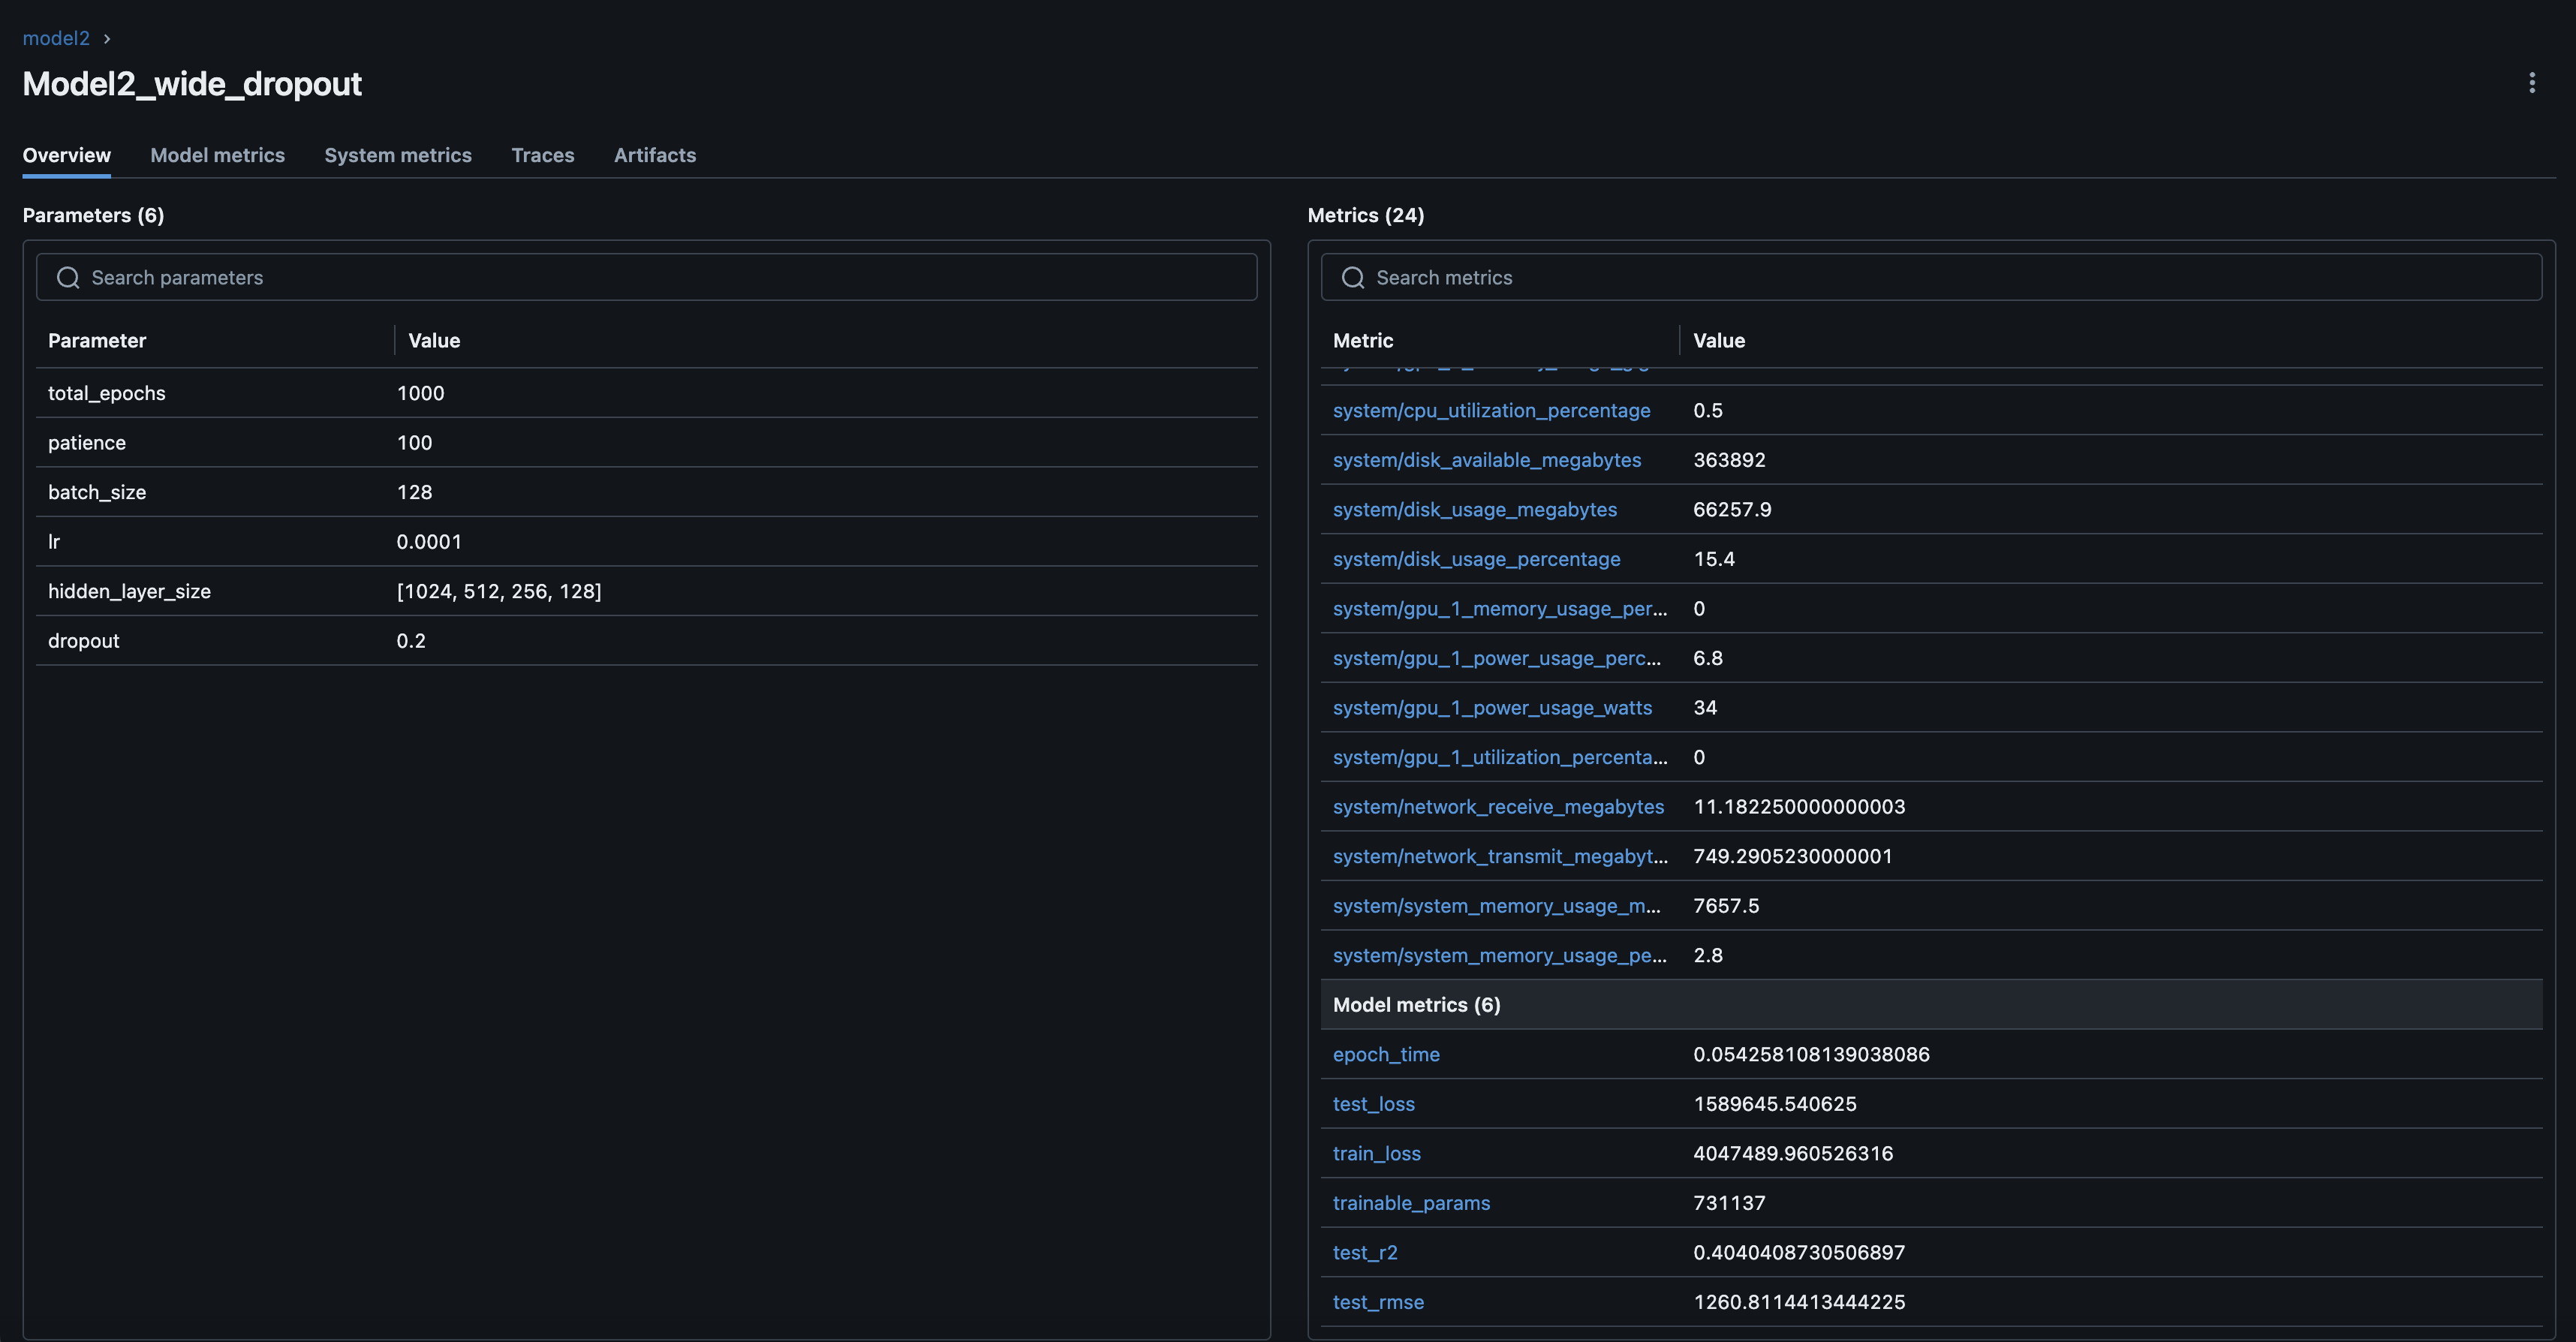 model2 >
Model2_wide_dropout
Overview Model metrics System metrics Traces Artifacts
Parameters (6)
Search parameters
Parameter Value
total_epochs 1000
patience 100
batch_size 128
lr 0.0001
hidden_layer_size [1024, 512, 256, 128]
dropout 0.2
Metrics (24)
Search metrics
Metric Value
system/cpu_utilization_percentage 0.5
system/disk_available_megabytes 363892
system/disk_usage_megabytes 66257.9
system/disk_usage_percentage 15.4
system/gpu_1_memory_usage_per... 0
system/gpu_1_power_usage_perc... 6.8
system/gpu_1_power_usage_watts 34
system/gpu_1_utilization_percenta... 0
system/network_receive_megabytes 11.182250000000003
system/network_transmit_megabyt... 749.2905230000001
system/system_memory_usage_m... 7657.5
system/system_memory_usage_pe... 2.8
Model metrics (6)
epoch_time 0.054258108139038086
test_loss 1589645.540625
train_loss 4047489.960526316
trainable_params 731137
test_r2 0.4040408730506897
test_rmse 1260.8114413444225